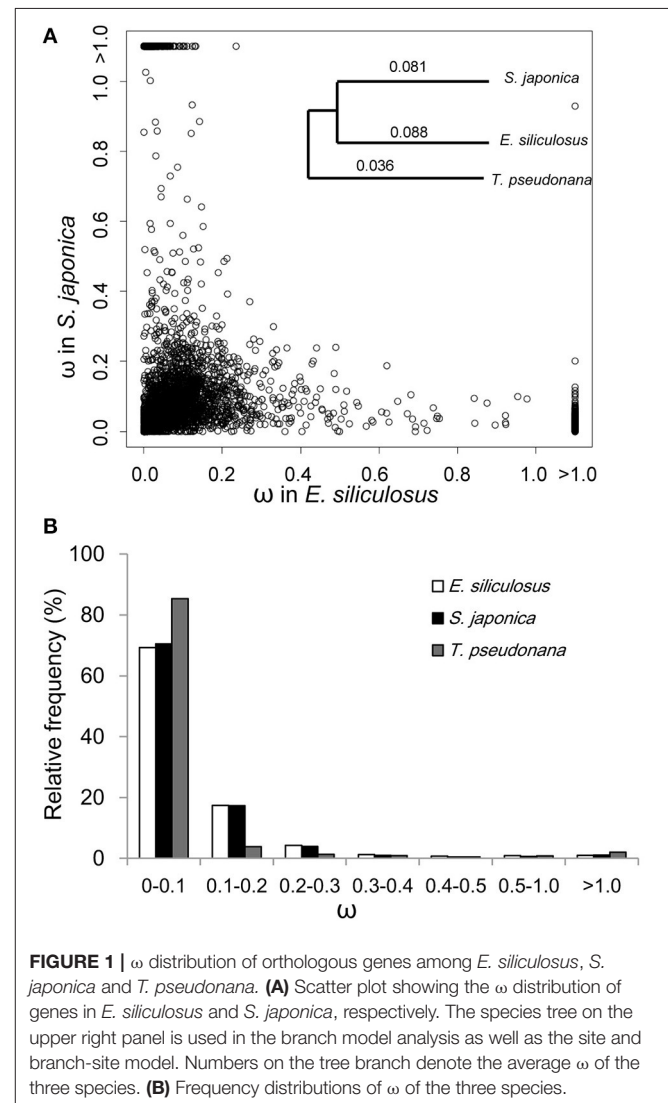 A
ω in S. japonica
>1.0
1.0
0.8
0.6
0.4
0.2
0.0
0.081
S. japonica
0.088
E. siliculosus
0.036
T. pseudonana
0.0 0.2 0.4 0.6 0.8 1.0 >1.0
ω in E. siliculosus
B
Relative frequency (%)
100
80
60
40
20
0
E. siliculosus
S. japonica
T. pseudonana
0-0.1 0.1-0.2 0.2-0.3 0.3-0.4 0.4-0.5 0.5-1.0 >1.0
ω
FIGURE 1 | ω distribution of orthologous genes among E. siliculosus, S.
japonica and T. pseudonana. (A) Scatter plot showing the ω distribution of
genes in E. siliculosus and S. japonica, respectively. The species tree on the
upper right panel is used in the branch model analysis as well as the site and
branch-site model. Numbers on the tree branch denote the average ω of the
three species. (B) Frequency distributions of ω of the three species.